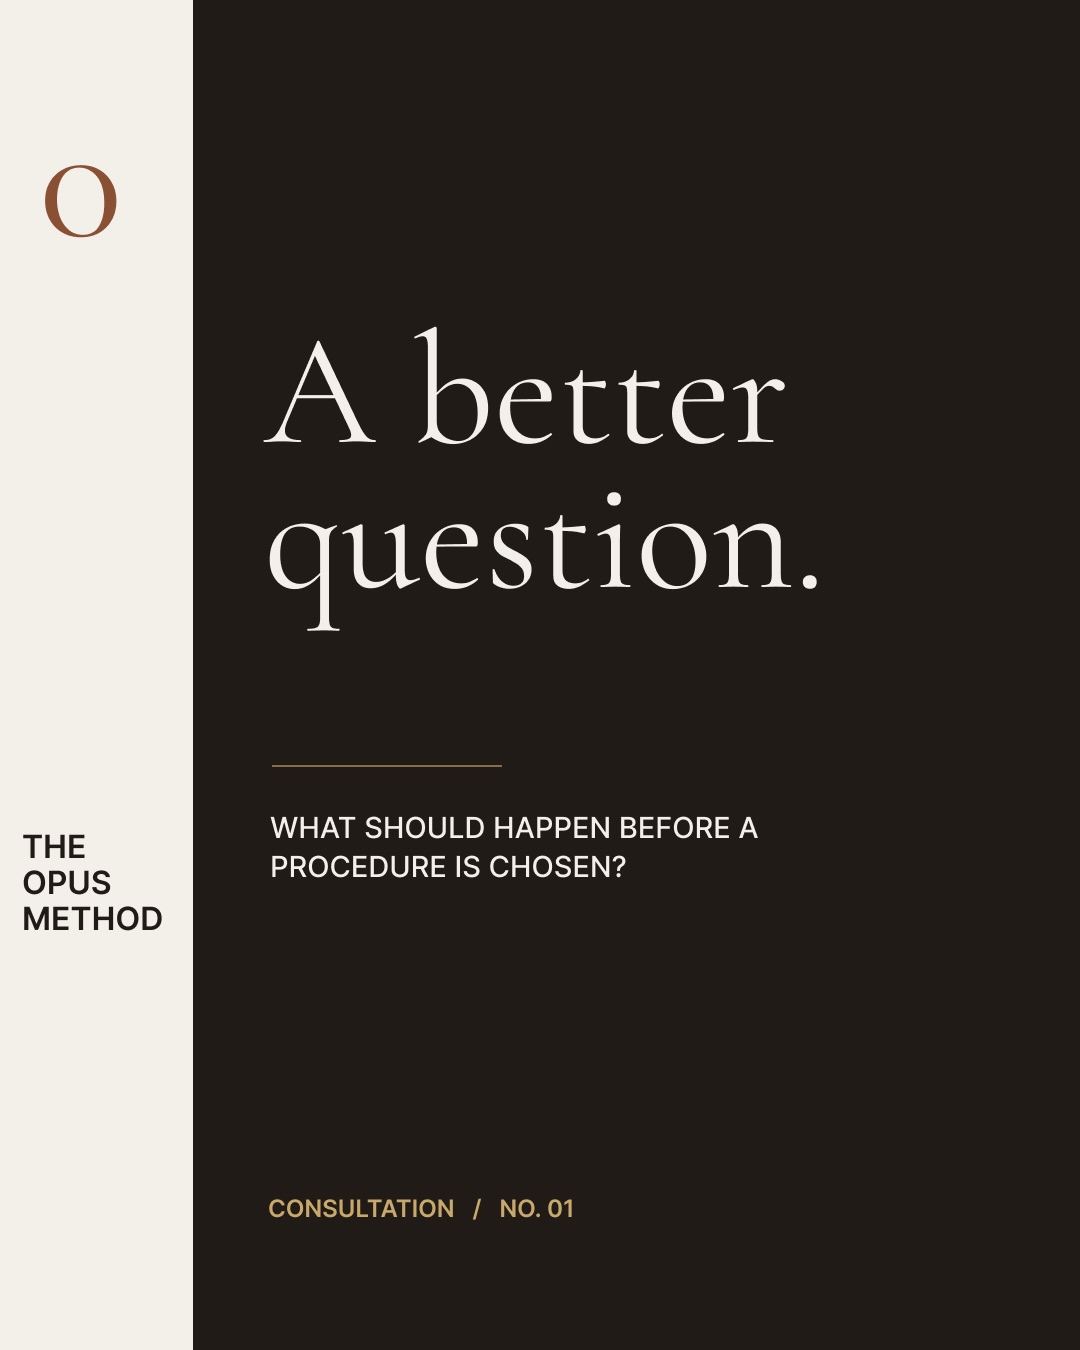 O
A better
question.
WHAT SHOULD HAPPEN BEFORE A
PROCEDURE IS CHOSEN?
THE
OPUS
METHOD
CONSULTATION / NO. 01